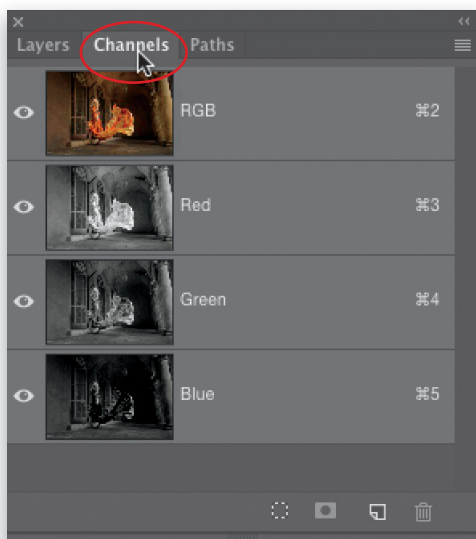 Layers Channels Paths
RGB ⌘2
Red ⌘3
Green ⌘4
Blue ⌘5